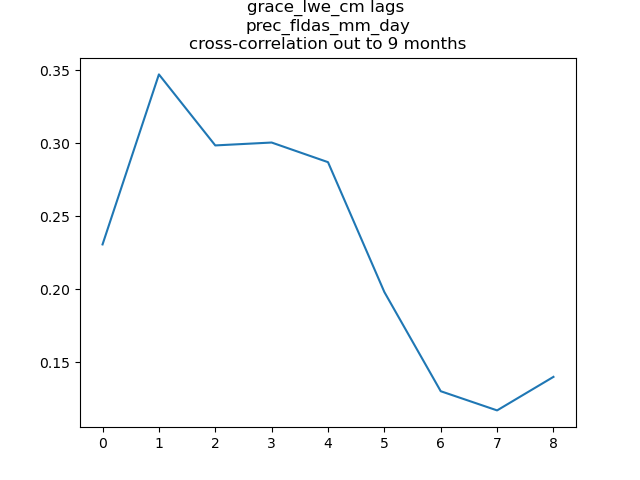 grace_lwe_cm lags
prec_fldas_mm_day
cross-correlation out to 9 months
0.35
0.30
0.25
0.20
0.15
0 1 2 3 4 5 6 7 8